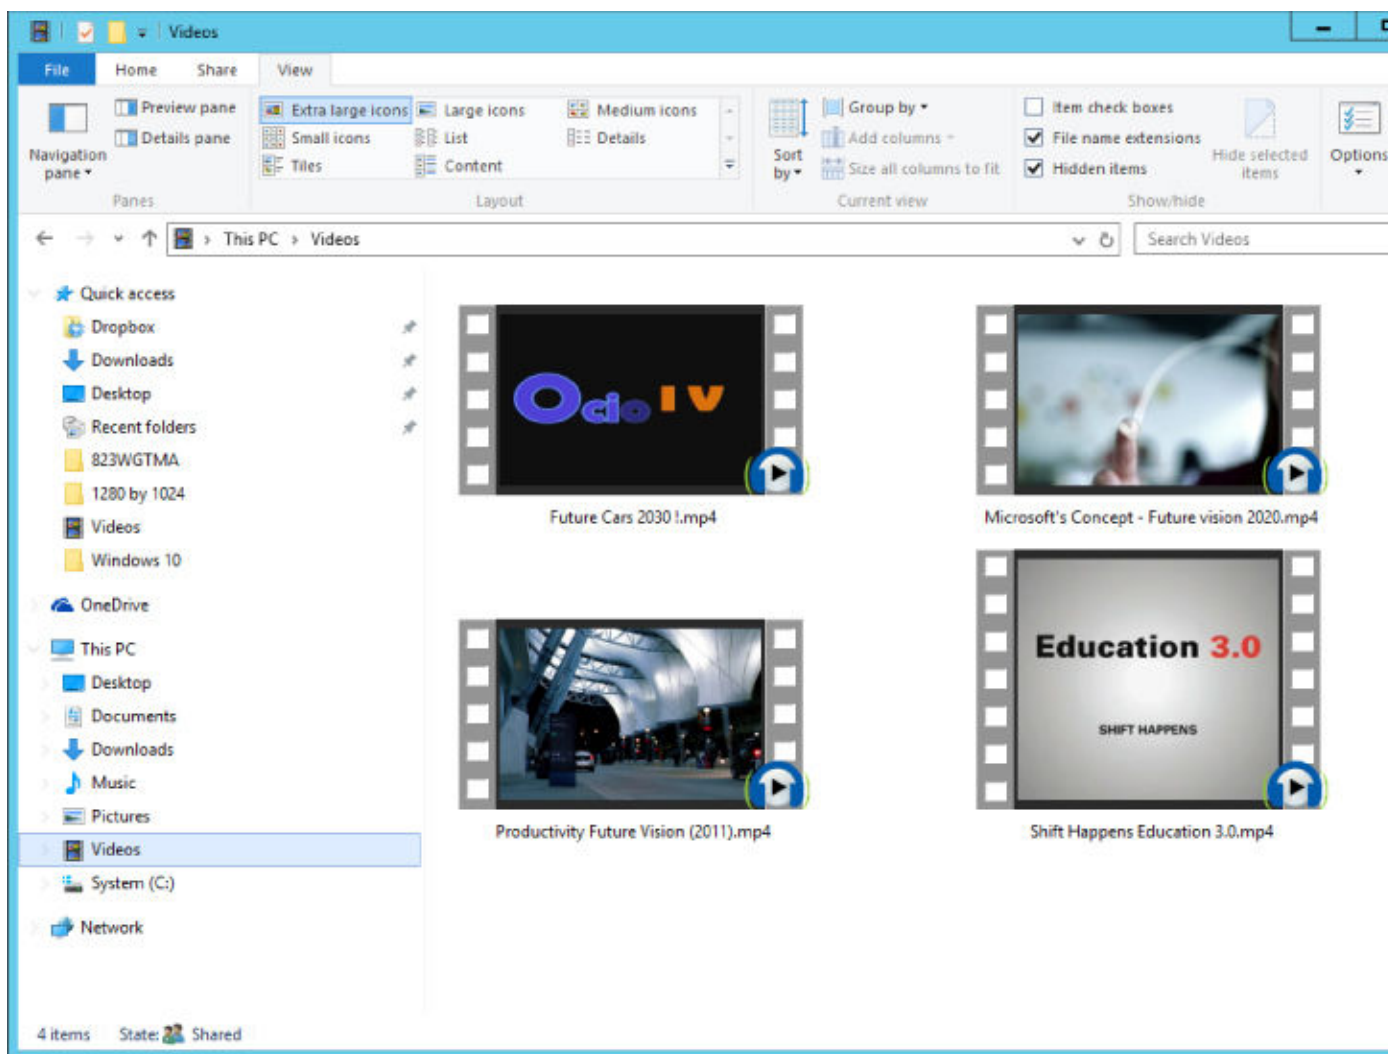 Videos
File Home Share View
Navigation pane
Preview pane
Details pane
Panes
Extra large icons Large icons Medium icons
Small icons List Details
Tiles Content
Layout
Sort by
Group by
Add columns
Size all columns to fit
Current view
Item check boxes
File name extensions
Hidden items
Hide selected items
Show/hide
Options
This PC > Videos
Search Videos
Quick access
Dropbox
Downloads
Desktop
Recent folders
823WGTMA
1280 by 1024
Videos
Windows 10
OneDrive
This PC
Desktop
Documents
Downloads
Music
Pictures
Videos
System (C:)
Network
Ocio TV
Future Cars 2030 !.mp4
Microsoft's Concept - Future vision 2020.mp4
Productivity Future Vision (2011).mp4
Education 3.0
SHIFT HAPPENS
Shift Happens Education 3.0.mp4
4 items State: Shared